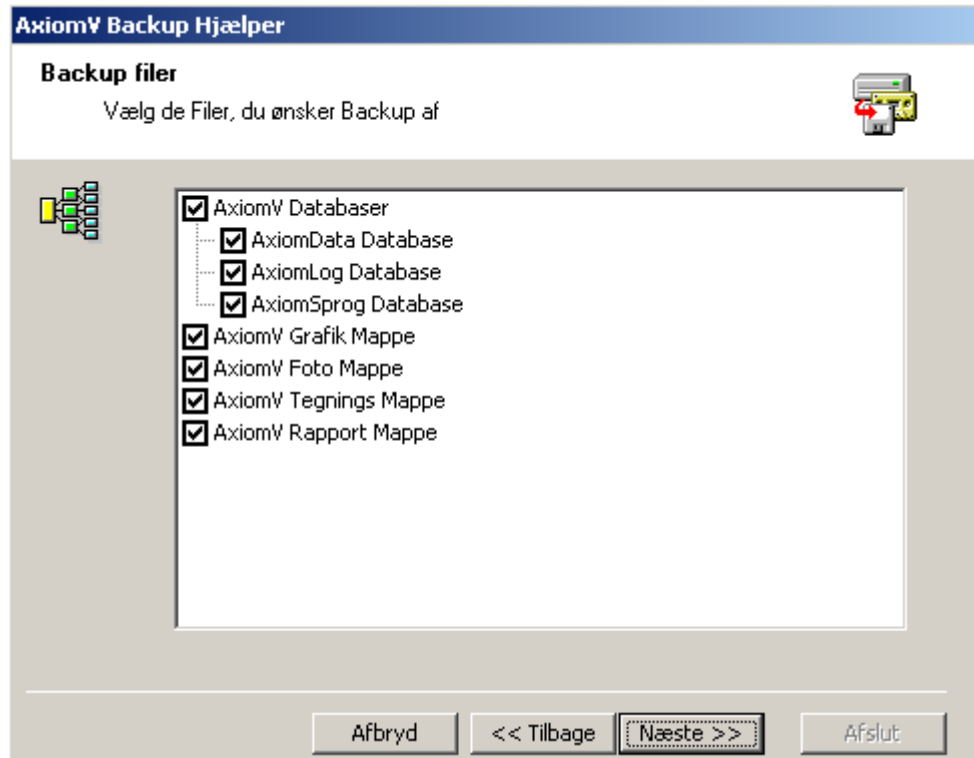 AxiomV Backup Hjælper
Backup filer
Vælg de Filer, du ønsker Backup af
AxiomV Databaser
AxiomData Database
AxiomLog Database
AxiomSprog Database
AxiomV Grafik Mappe
AxiomV Foto Mappe
AxiomV Tegnings Mappe
AxiomV Rapport Mappe
Afbryd
<< Tilbage
Næste >>
Afslut